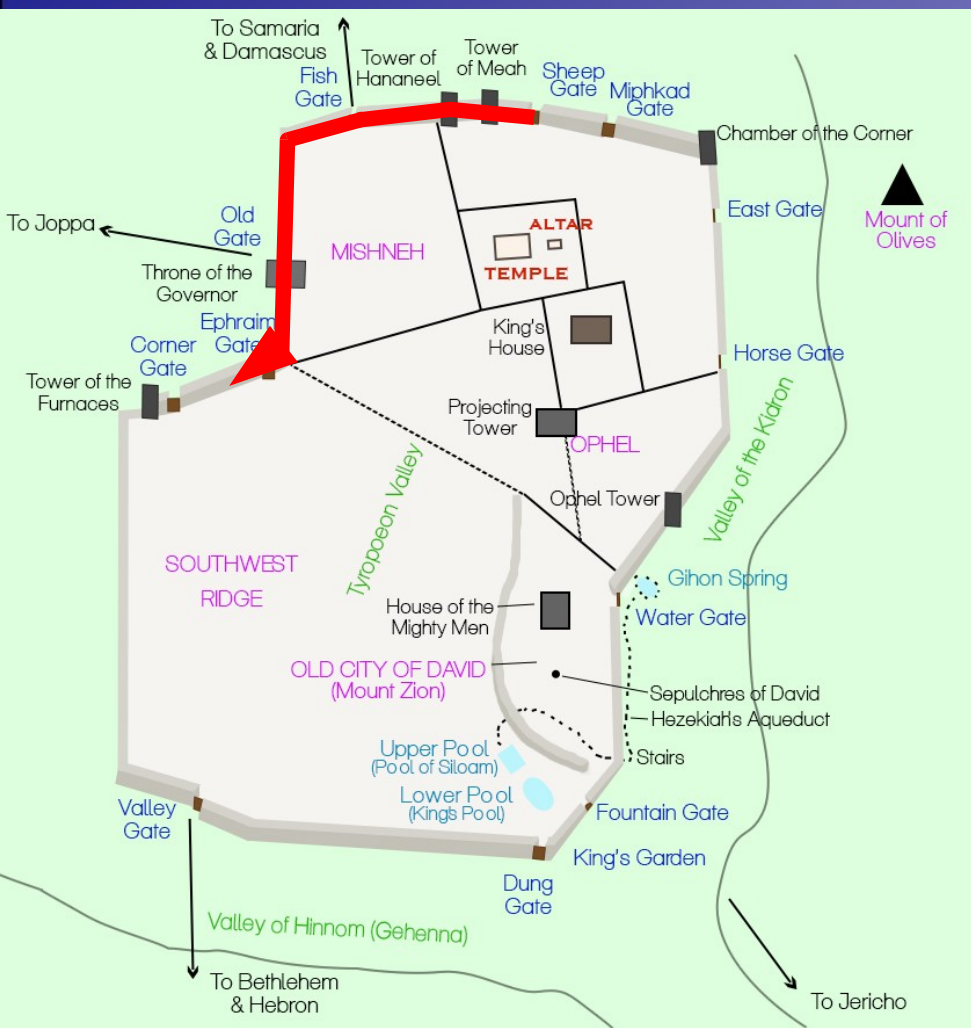 To Samaria
& Damascus
Fish
Gate
Tower of
Hananeel
Tower
of Meah
Sheep
Gate
Miphkad
Gate
Chamber of the Corner
East Gate
Mount of
Olives
To Joppa
Old
Gate
Throne of the
Governor
MISHNEH
ALTAR
TEMPLE
King's
House
Ephraim
Gate
Corner
Gate
Tower of the
Furnaces
Horse Gate
Projecting
Tower
OPHEL
Valley of the Kidron
Tyropoeon Valley
Ophel Tower
SOUTHWEST
RIDGE
Gihon Spring
Water Gate
House of the
Mighty Men
OLD CITY OF DAVID
(Mount Zion)
Sepulchres of David
Hezekiah's Aqueduct
Stairs
Upper Pool
(Pool of Siloam)
Lower Pool
(King's Pool)
Valley
Gate
Fountain Gate
King's Garden
Dung
Gate
Valley of Hinnom (Gehenna)
To Bethlehem
& Hebron
To Jericho